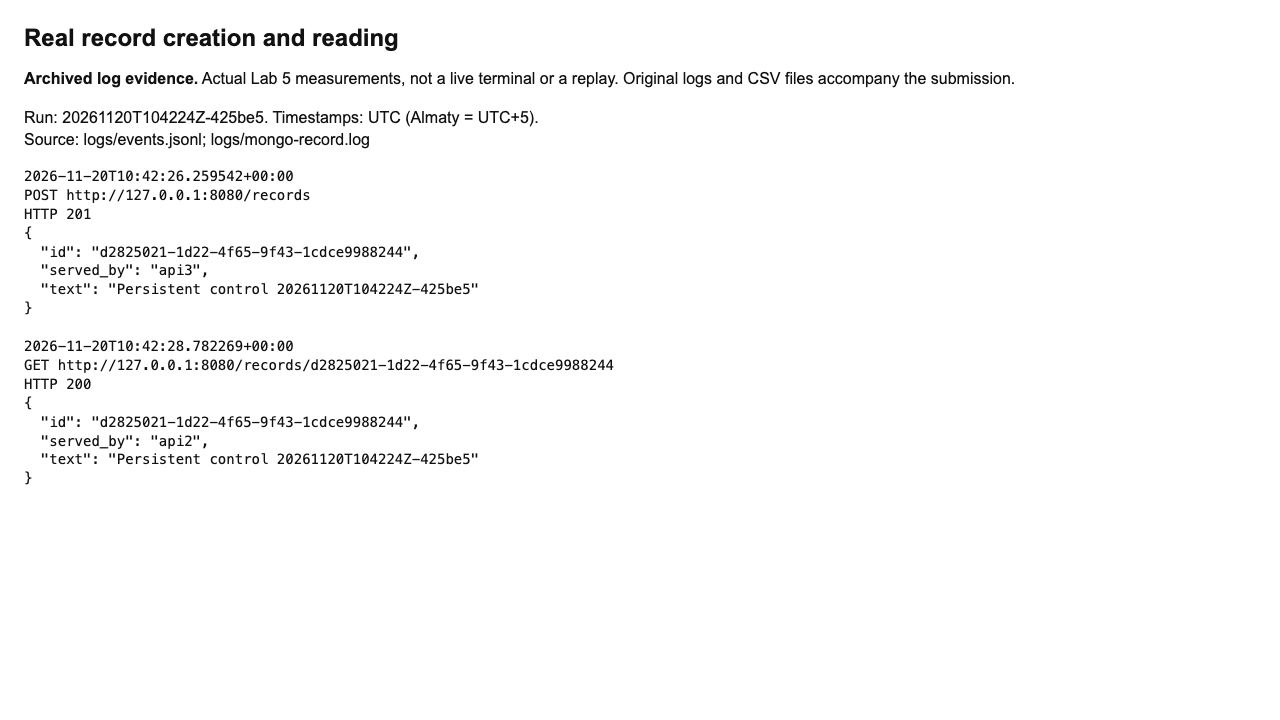 Real record creation and reading
Archived log evidence. Actual Lab 5 measurements, not a live terminal or a replay. Original logs and CSV files accompany the submission.
Run: 20261120T104224Z-425be5. Timestamps: UTC (Almaty = UTC+5).
Source: logs/events.jsonl; logs/mongo-record.log
2026-11-20T10:42:26.259542+00:00
POST http://127.0.0.1:8080/records
HTTP 201
{
  "id": "d2825021-1d22-4f65-9f43-1cdce9988244",
  "served_by": "api3",
  "text": "Persistent control 20261120T104224Z-425be5"
}
2026-11-20T10:42:28.782269+00:00
GET http://127.0.0.1:8080/records/d2825021-1d22-4f65-9f43-1cdce9988244
HTTP 200
{
  "id": "d2825021-1d22-4f65-9f43-1cdce9988244",
  "served_by": "api2",
  "text": "Persistent control 20261120T104224Z-425be5"
}